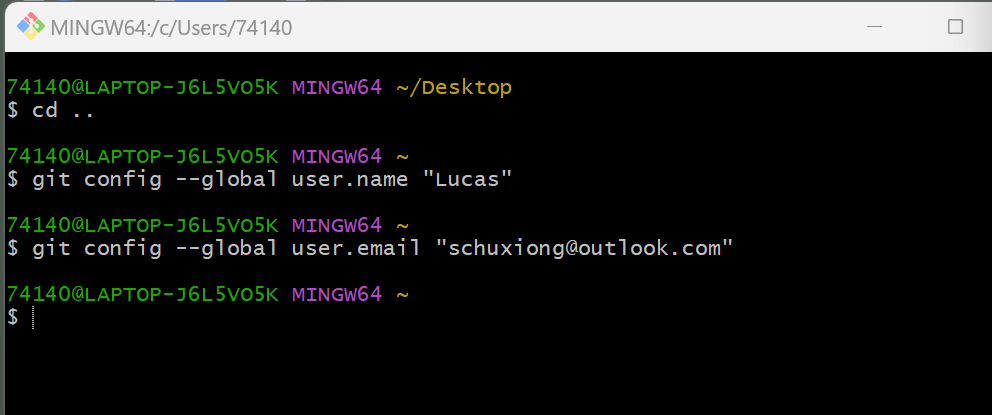 MINGW64:/c/Users/74140
74140@LAPTOP-J6L5VO5K MINGW64 ~/Desktop
$ cd ..
74140@LAPTOP-J6L5VO5K MINGW64 ~
$ git config --global user.name "Lucas"
74140@LAPTOP-J6L5VO5K MINGW64 ~
$ git config --global user.email "schuxiong@outlook.com"
74140@LAPTOP-J6L5VO5K MINGW64 ~
$